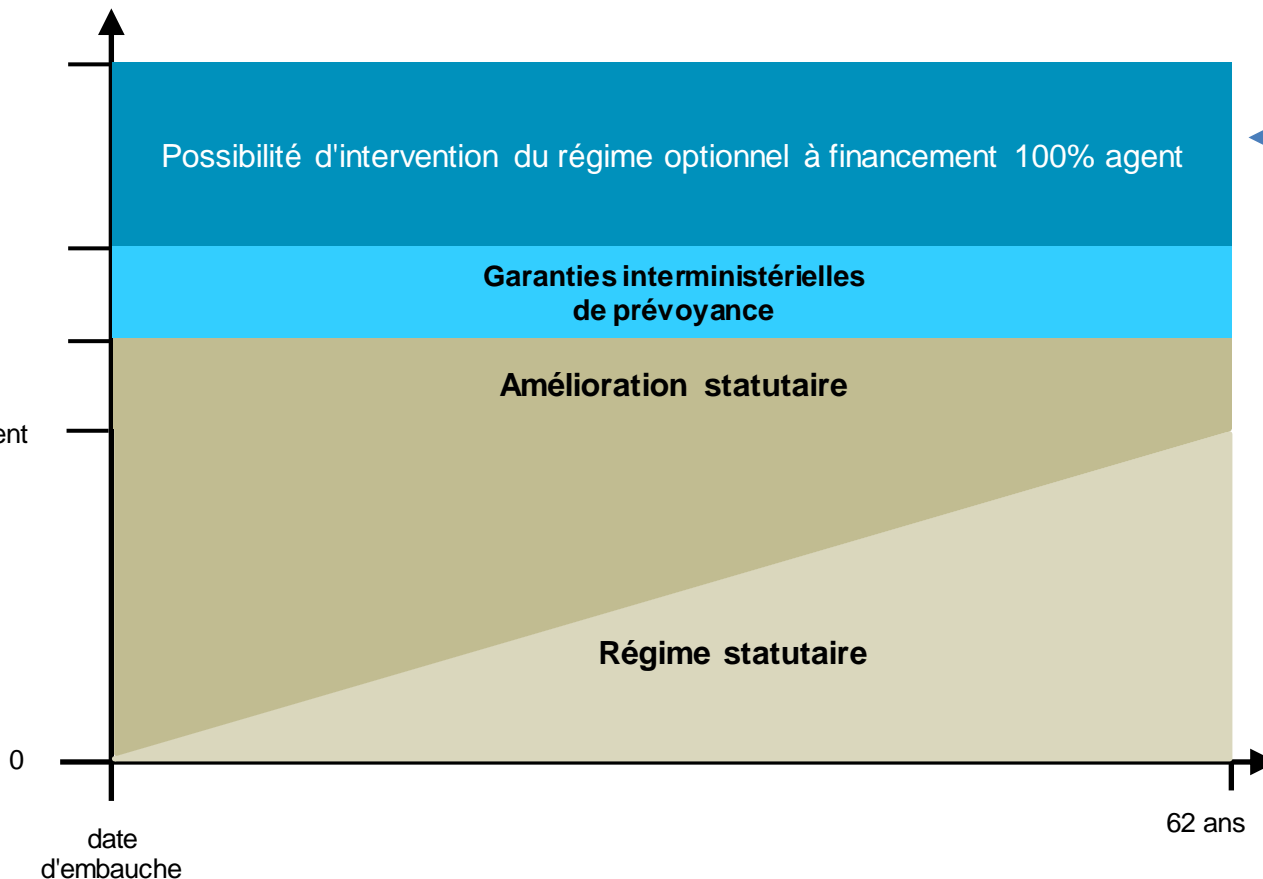 Possibilité d'intervention du régime optionnel à financement 100% agent
Garanties interministérielles
de prévoyance
Amélioration statutaire
Régime statutaire
0
62 ans
date
d'embauche